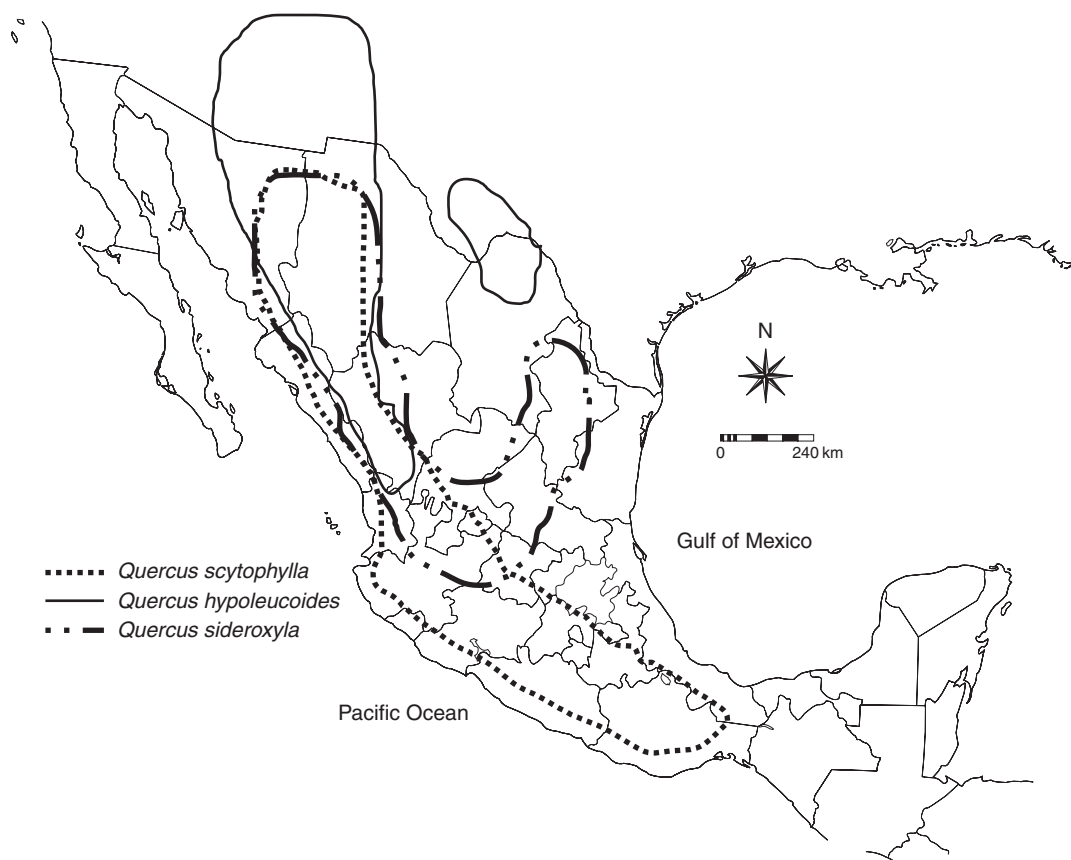 N
0 240 km
Gulf of Mexico
Quercus scytophylla
Quercus hypoleucoides
Quercus sideroxyla
Pacific Ocean